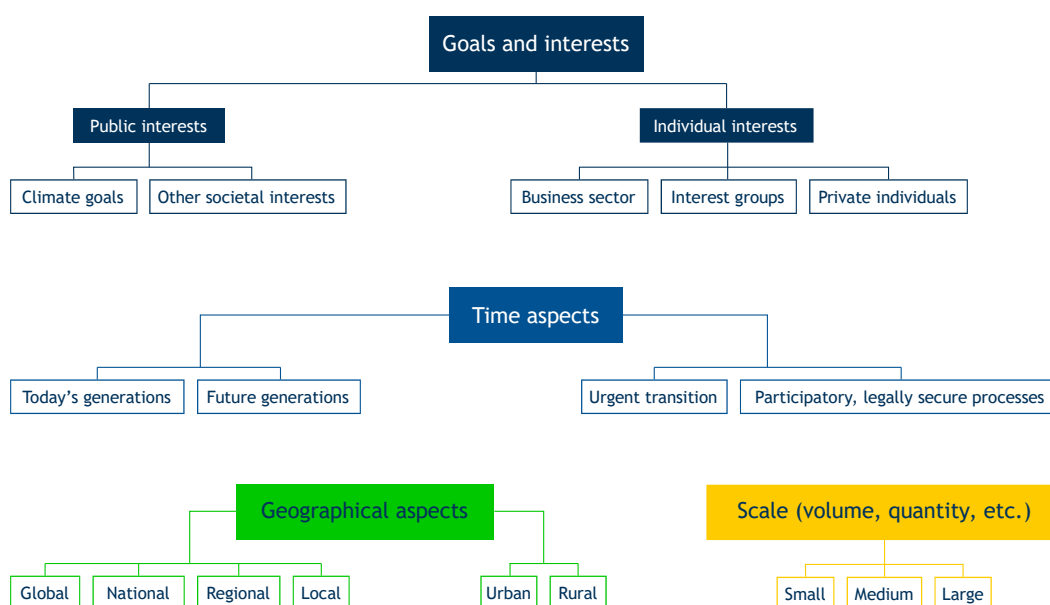 Goals and interests
Public interests
Individual interests
Climate goals
Other societal interests
Business sector
Interest groups
Private individuals
Time aspects
Today’s generations
Future generations
Urgent transition
Participatory, legally secure processes
Geographical aspects
Scale (volume, quantity, etc.)
Global
National
Regional
Local
Urban
Rural
Small
Medium
Large